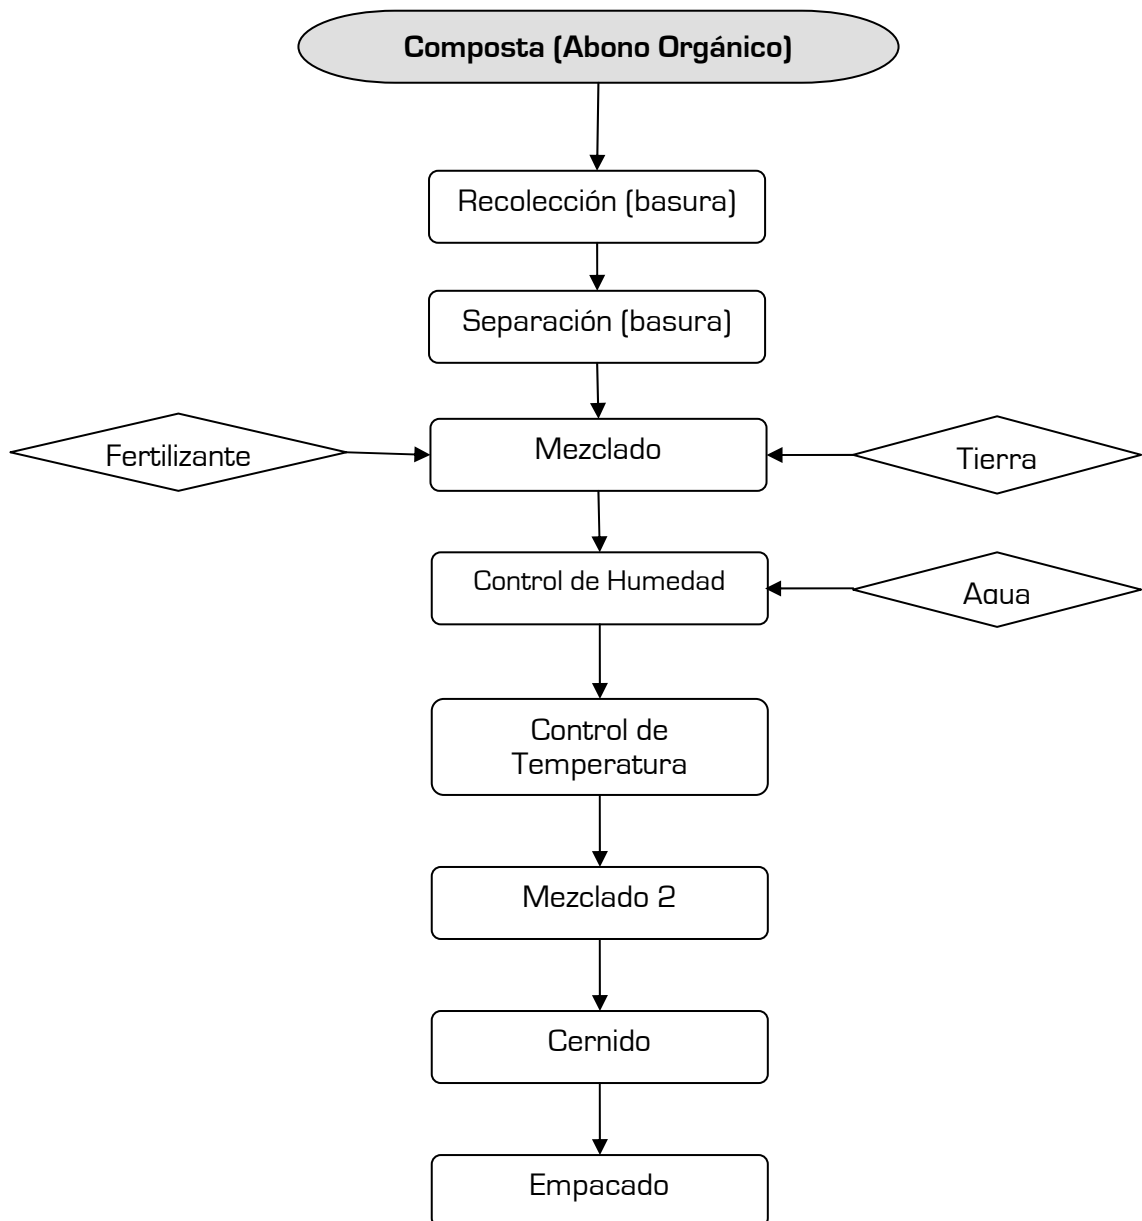 Composta (Abono Orgánico)
Recolección (basura)
Separación (basura)
Fertilizante
Mezclado
Tierra
Control de Humedad
Agua
Control de
Temperatura
Mezclado 2
Cernido
Empacado